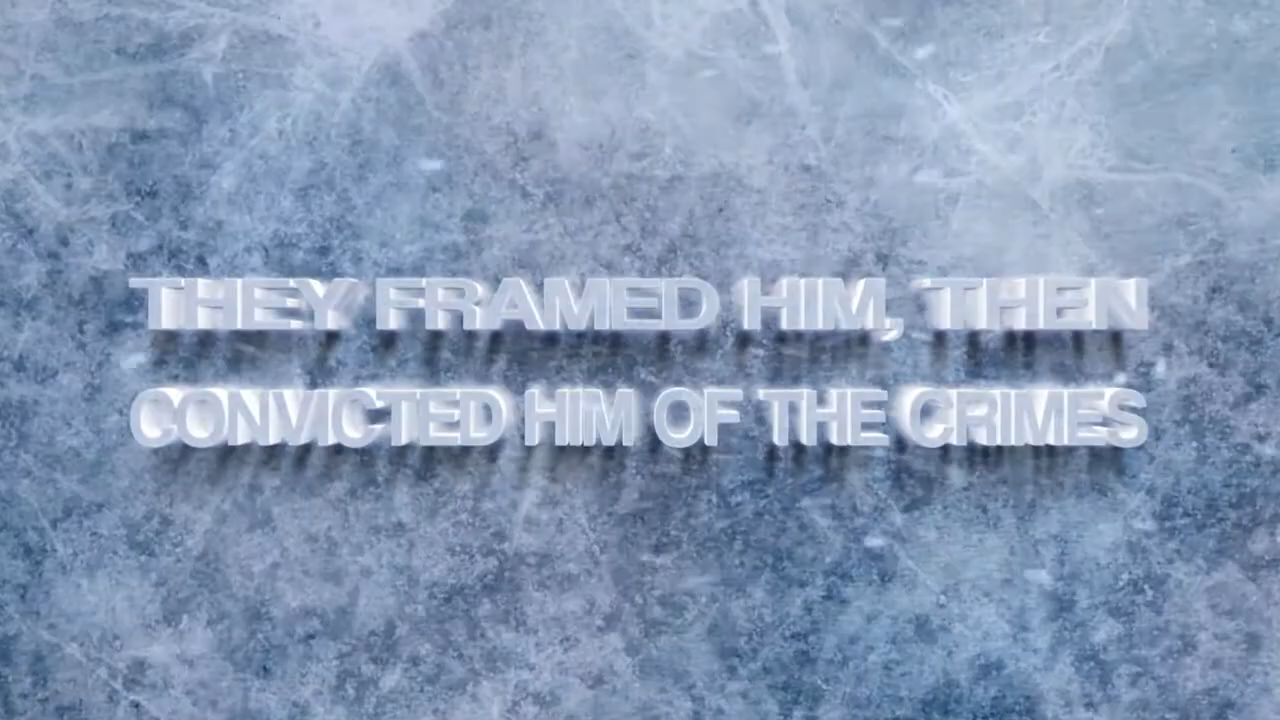 THEY FRAMED HIM, THEN
CONVICTED HIM OF THE CRIMES